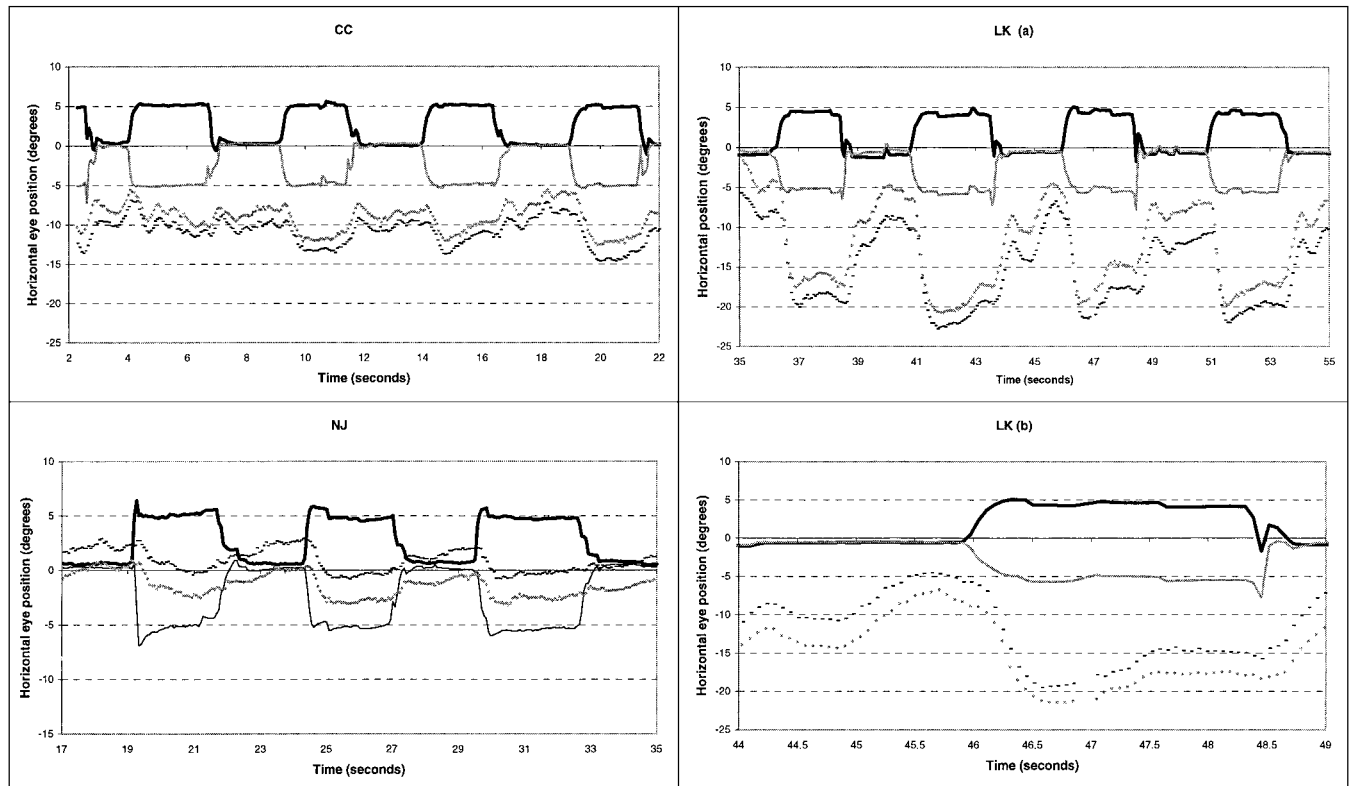 CC
Horizontal eye position (degrees)
10
5
0
-5
-10
-15
-20
-25
2 4 6 8 10 12 14 16 18 20 22
Time (seconds)
LK (a)
Horizontal position (degrees)
10
5
0
-5
-10
-15
-20
-25
35 37 39 41 43 45 47 49 51 53 55
Time (seconds)
NJ
Horizontal eye position (degrees)
10
5
0
-5
-10
-15
17 19 21 23 25 27 29 31 33 35
Time (seconds)
LK (b)
Horizontal eye position (degrees)
10
5
0
-5
-10
-15
-20
-25
44 44.5 45 45.5 46 46.5 47 47.5 48 48.5 49
Time (seconds)